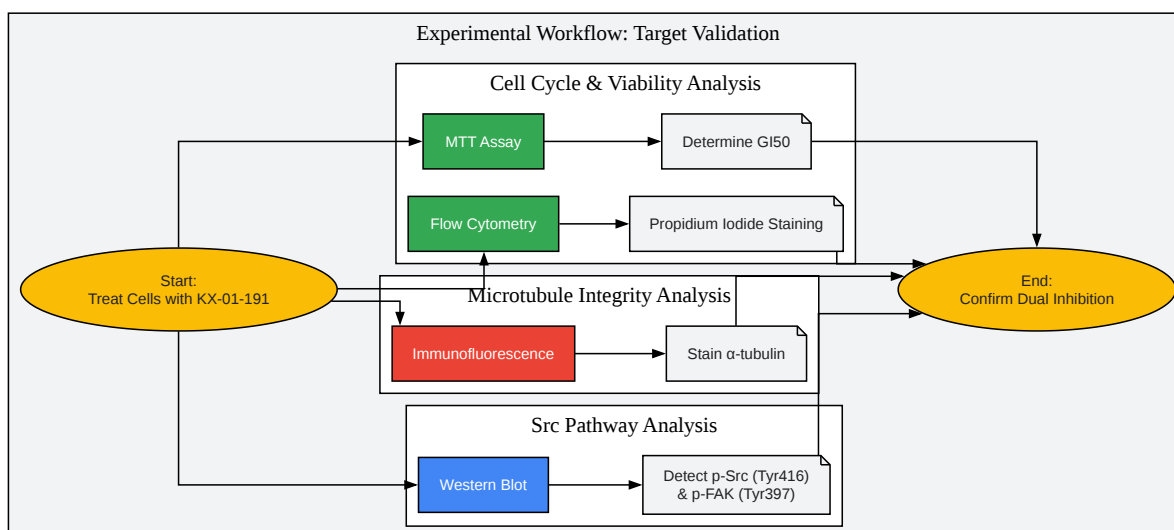 Experimental Workflow: Target Validation
Cell Cycle & Viability Analysis
MTT Assay
Determine GI50
Flow Cytometry
Propidium Iodide Staining
Start:
Treat Cells with KX-01-191
End:
Confirm Dual Inhibition
Microtubule Integrity Analysis
Immunofluorescence
Stain α-tubulin
Src Pathway Analysis
Western Blot
Detect p-Src (Tyr416)
& p-FAK (Tyr397)